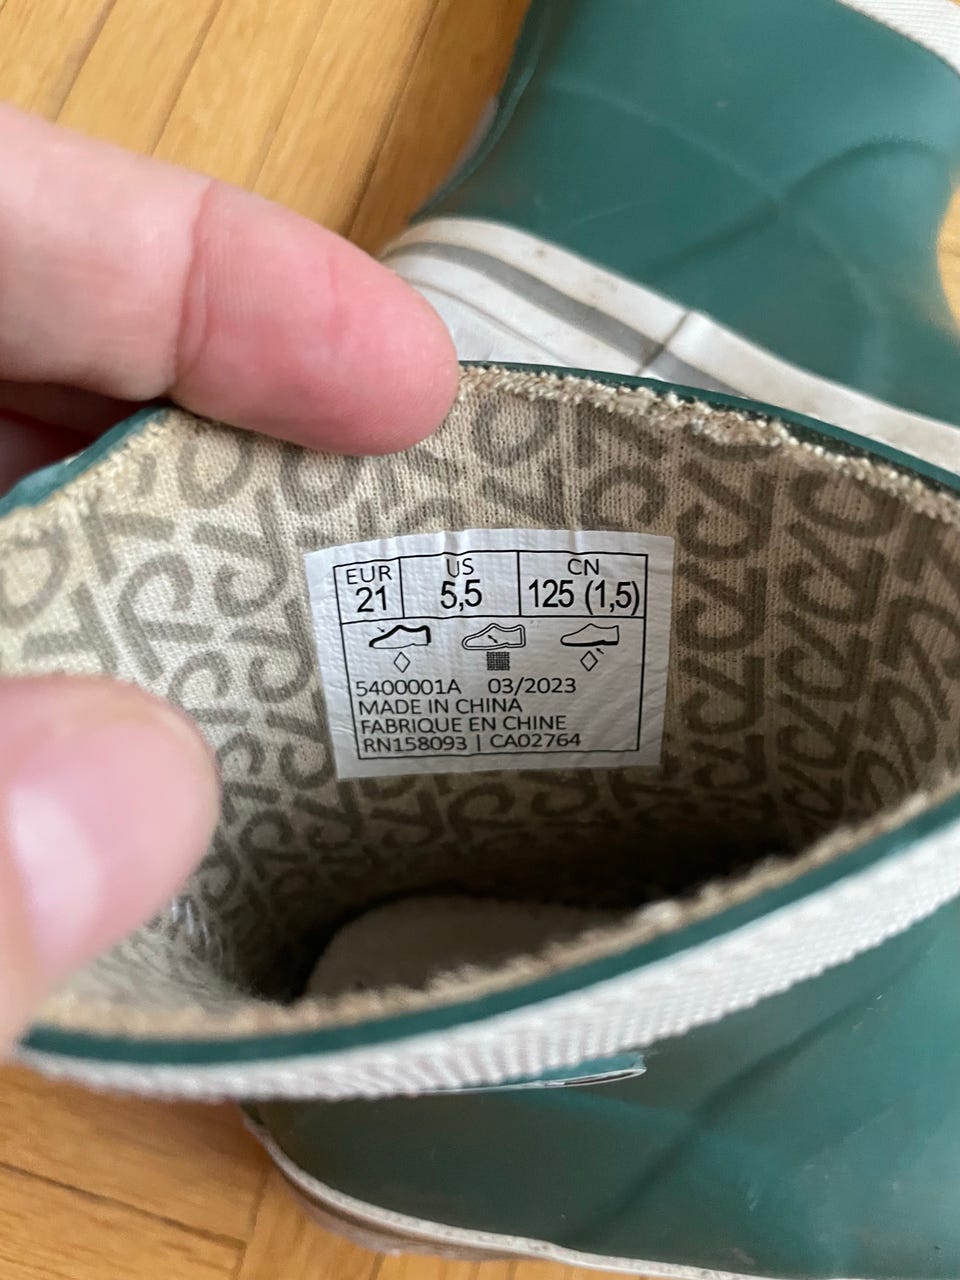 EUR US CN
21 5,5 125 (1,5)
5400001A 03/2023
MADE IN CHINA
FABRIQUE EN CHINE
RN158093 | CA02764